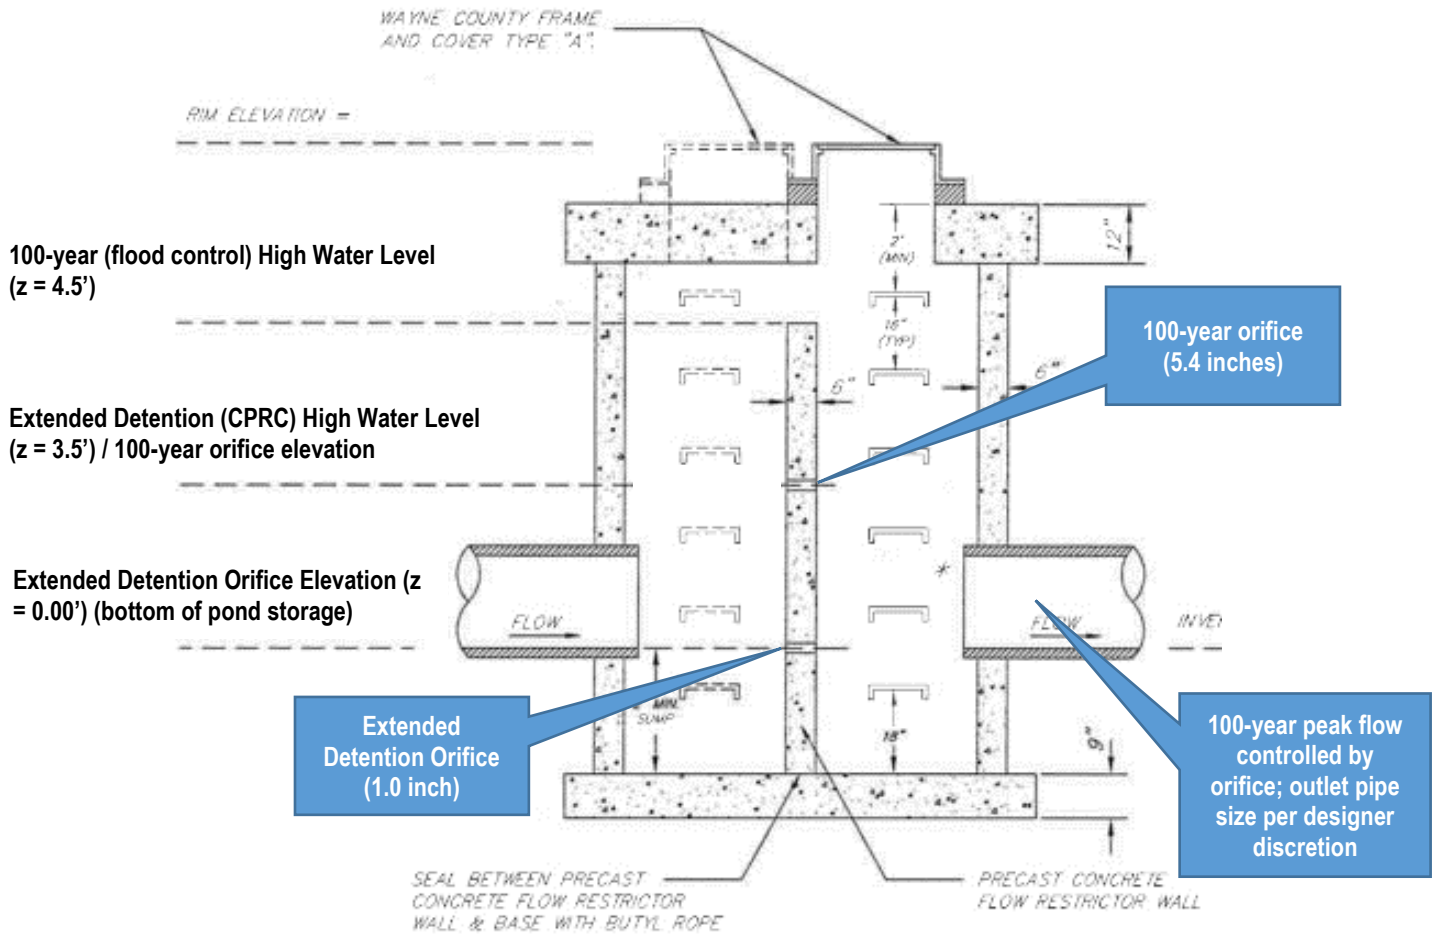 WAYNE COUNTY FRAME
AND COVER TYPE "A".
RIM ELEVATION =
100-year (flood control) High Water Level
(z = 4.5')
2'
(MIN)
12"
16"
(TYP)
100-year orifice
(5.4 inches)
6"
6"
Extended Detention (CPRC) High Water Level
(z = 3.5') / 100-year orifice elevation
Extended Detention Orifice Elevation (z
= 0.00') (bottom of pond storage)
*
FLOW
FLOW
INVE
MIN.
SUMP
18"
9"
Extended
Detention Orifice
(1.0 inch)
100-year peak flow
controlled by
orifice; outlet pipe
size per designer
discretion
SEAL BETWEEN PRECAST
CONCRETE FLOW RESTRICTOR
WALL & BASE WITH BUTYL ROPE
PRECAST CONCRETE
FLOW RESTRICTOR WALL